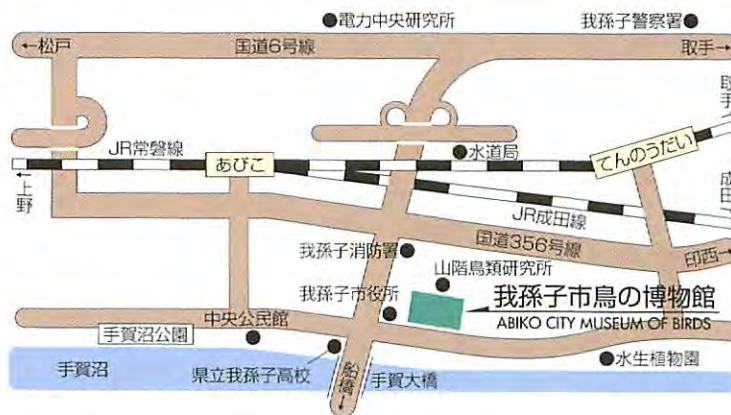 電力中央研究所
我孫子警察署
←松戸
国道6号線
取手→
取手
JR常磐線
あびこ
水道局
てんのうだい
←上野
JR成田線
成田
国道356号線
我孫子消防署
印西→
山階鳥類研究所
我孫子市役所
我孫子市鳥の博物館
ABIKO CITY MUSEUM OF BIRDS
中央公民館
手賀沼公園
水生植物園
手賀沼
県立我孫子高校
船橋→
手賀大橋